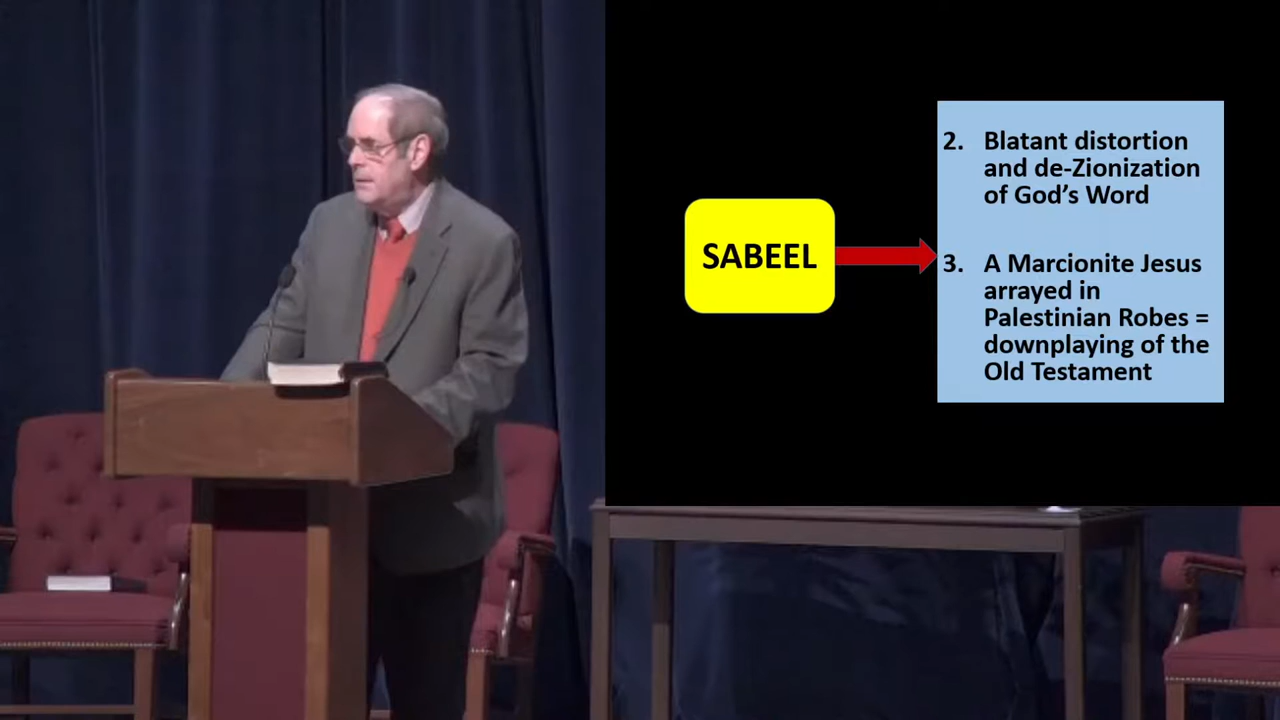 SABEEL
2. Blatant distortion
and de-Zionization
of God's Word
3. A Marcionite Jesus
arrayed in
Palestinian Robes =
downplaying of the
Old Testament